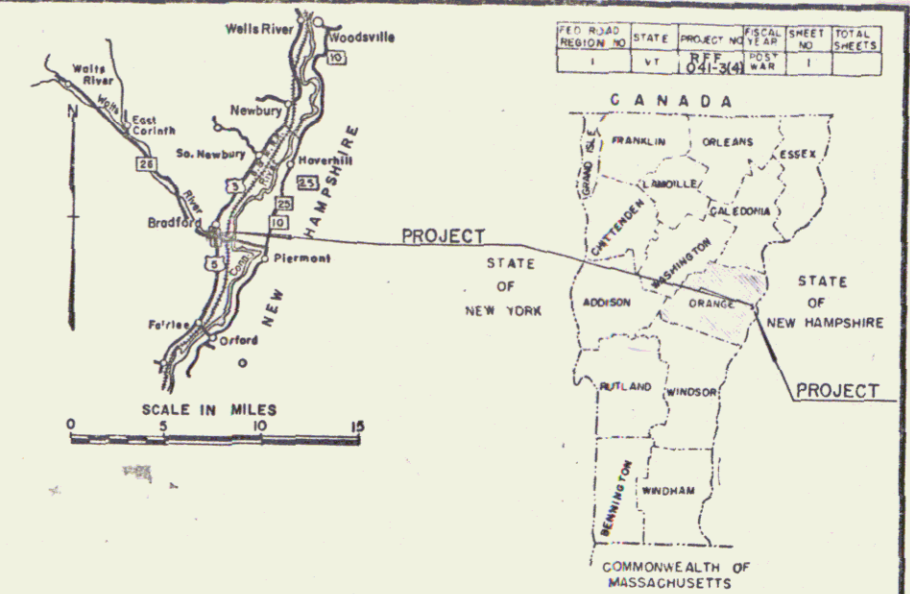 FED ROAD REGION NO
STATE
PROJECT NO
FISCAL YEAR
SHEET NO
TOTAL SHEETS
1
VT
RFF 041-3(4)
POST WAR
1
Wells River
Woodsville
10
Waits River
Waits
East Corinth
26
River
N
Newbury
So. Newbury
5
River
Haverhill
25
25
10
Bradford
5
Conn.
Piermont
NEW HAMPSHIRE
Fairlee
Orford
SCALE IN MILES
0 5 10 15
PROJECT
CANADA
GRAND ISLE
FRANKLIN
ORLEANS
ESSEX
LAMOILLE
CHITTENDEN
CALEDONIA
WASHINGTON
STATE
OF
NEW YORK
ADDISON
ORANGE
STATE
OF
NEW HAMPSHIRE
PROJECT
RUTLAND
WINDSOR
BENNINGTON
WINDHAM
COMMONWEALTH OF
MASSACHUSETTS